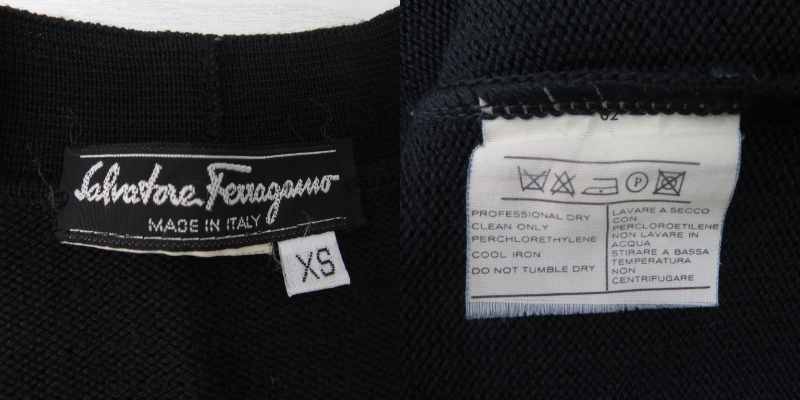 Salvatore Ferragamo
MADE IN ITALY
XS
62
P
PROFESSIONAL DRY
CLEAN ONLY
PERCHLORETHYLENE
COOL IRON
DO NOT TUMBLE DRY
LAVARE A SECCO
CON
PERCLOROETILENE
NON LAVARE IN
ACQUA
STIRARE A BASSA
TEMPERATURA
NON
CENTRIFUGARE